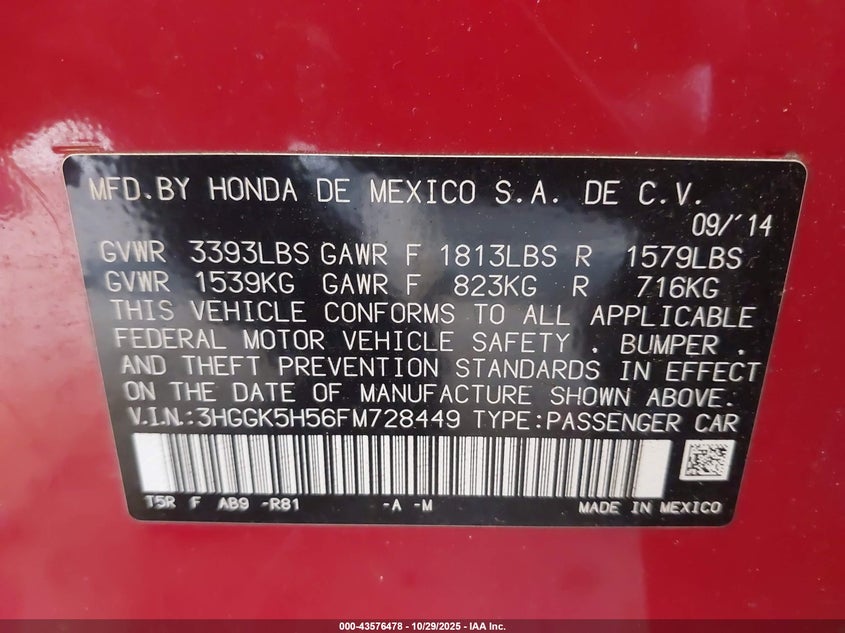 MFD.BY HONDA DE MEXICO S.A. DE C.V.
09/'14
GVWR 3393LBS GAWR F 1813LBS R 1579LBS
GVWR 1539KG GAWR F 823KG R 716KG
THIS VEHICLE CONFORMS TO ALL APPLICABLE
FEDERAL MOTOR VEHICLE SAFETY , BUMPER ,
AND THEFT PREVENTION STANDARDS IN EFFECT
ON THE DATE OF MANUFACTURE SHOWN ABOVE.
V.I.N.:3HGGK5H56FM728449 TYPE:PASSENGER CAR
T5R F AB9 -R81 -A -M MADE IN MEXICO
000-43576478 - 10/29/2025 - IAA Inc.